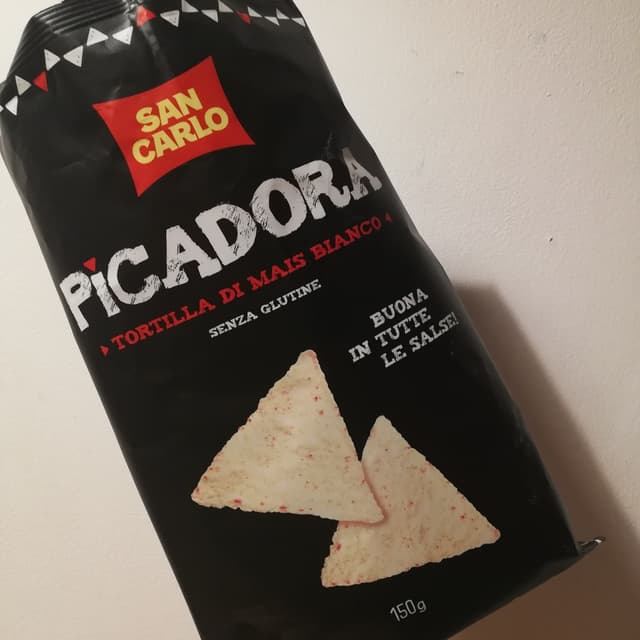 SAN
CARLO
PICADORA
TORTILLA DI MAIS BIANCO
SENZA GLUTINE
BUONA
IN TUTTE
LE SALSE!
150g